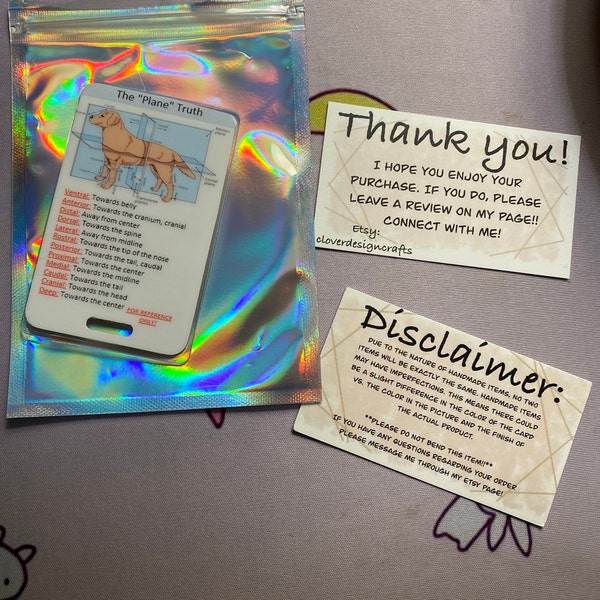 The "Plane" Truth
Ventral: Towards belly
Anterior: Towards the cranium, cranial
Distal: Away from center
Dorsal: Towards the spine
Lateral: Away from midline
Rostral: Towards the tip of the nose
Posterior: Towards the tail, caudal
Proximal: Towards the center
Medial: Towards the midline
Caudal: Towards the tail
Cranial: Towards the head
Deep: Towards the center
FOR REFERENCE
ONLY!
Thank you!
I HOPE YOU ENJOY YOUR
PURCHASE. IF YOU DO, PLEASE
LEAVE A REVIEW ON MY PAGE!!
CONNECT WITH ME!
Etsy:
cloverdesigncrafts
Disclaimer:
DUE TO THE NATURE OF HANDMADE ITEMS, NO TWO
ITEMS WILL BE EXACTLY THE SAME. HANDMADE ITEMS
MAY HAVE IMPERFECTIONS. THIS MEANS THERE COULD
BE A SLIGHT DIFFERENCE IN THE COLOR OF THE CARD
VS. THE COLOR IN THE PICTURE AND THE FINISH OF
THE ACTUAL PRODUCT.
**PLEASE DO NOT BEND THIS ITEM!!**
IF YOU HAVE ANY QUESTIONS REGARDING YOUR ORDER
PLEASE MESSAGE ME THROUGH MY ETSY PAGE!